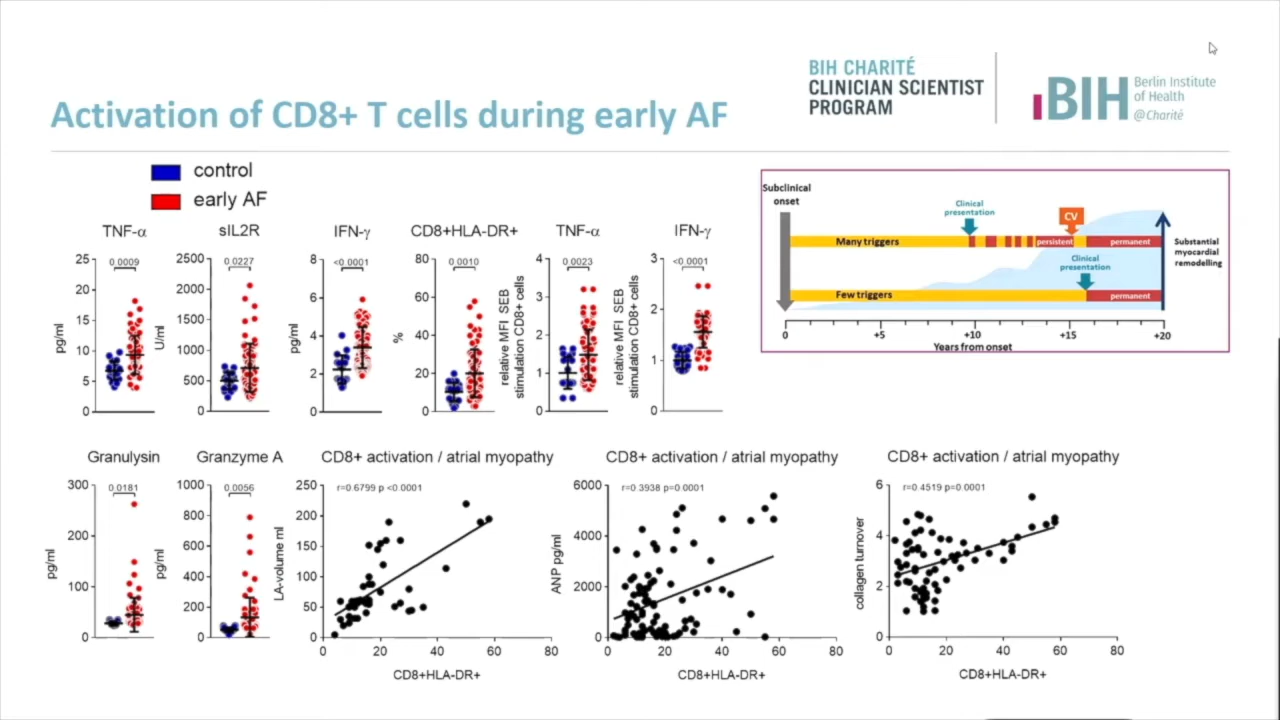 BIH CHARITÉ
CLINICIAN SCIENTIST
PROGRAM
BIH
Berlin Institute
of Health
@Charité
Activation of CD8+ T cells during early AF
control
early AF
TNF-α
0.0009
25
20
15
10
5
0
pg/ml
sIL2R
0.0227
2500
2000
1500
1000
500
0
U/ml
IFN-γ
<0.0001
8
6
4
2
0
pg/ml
CD8+HLA-DR+
0.0010
80
60
40
20
0
%
TNF-α
0.0023
4
3
2
1
0
relative MFI SEB
stimulation CD8+ cells
IFN-γ
<0.0001
3
2
1
0
relative MFI SEB
stimulation CD8+ cells
Subclinical
onset
Clinical
presentation
CV
Many triggers
persistent
permanent
Clinical
presentation
Few triggers
permanent
Substantial
myocardial
remodelling
0
+5
+10
+15
+20
Years from onset
Granulysin
0.0181
300
200
100
0
pg/ml
Granzyme A
0.0056
1000
800
600
400
200
0
pg/ml
CD8+ activation / atrial myopathy
r=0.6799 p <0.0001
250
200
150
100
50
0
LA-volume ml
0 20 40 60 80
CD8+HLA-DR+
CD8+ activation / atrial myopathy
r=0.3938 p=0.0001
6000
4000
2000
0
ANP pg/ml
0 20 40 60 80
CD8+HLA-DR+
CD8+ activation / atrial myopathy
r=0.4519 p=0.0001
6
4
2
0
collagen turnover
0 20 40 60 80
CD8+HLA-DR+